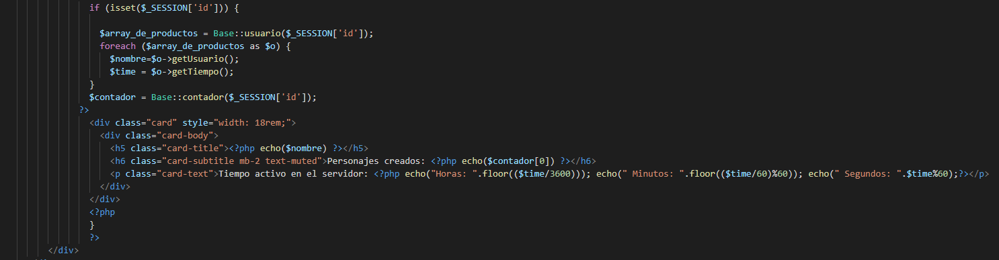 if (isset($_SESSION['id'])) {
$array_de_productos = Base::usuario($_SESSION['id']);
foreach ($array_de_productos as $o) {
$nombre=$o->getUsuario();
$time = $o->getTiempo();
}
$contador = Base::contador($_SESSION['id']);
?>
<div class="card" style="width: 18rem;">
<div class="card-body">
<h5 class="card-title"><?php echo($nombre) ?></h5>
<h6 class="card-subtitle mb-2 text-muted">Personajes creados: <?php echo($contador[0]) ?></h6>
<p class="card-text">Tiempo activo en el servidor: <?php echo("Horas: ".floor(($time/3600))); echo(" Minutos: ".floor(($time/60)%60)); echo(" Segundos: ".$time%60);?></p>
</div>
</div>
<?php
}
?>
</div>